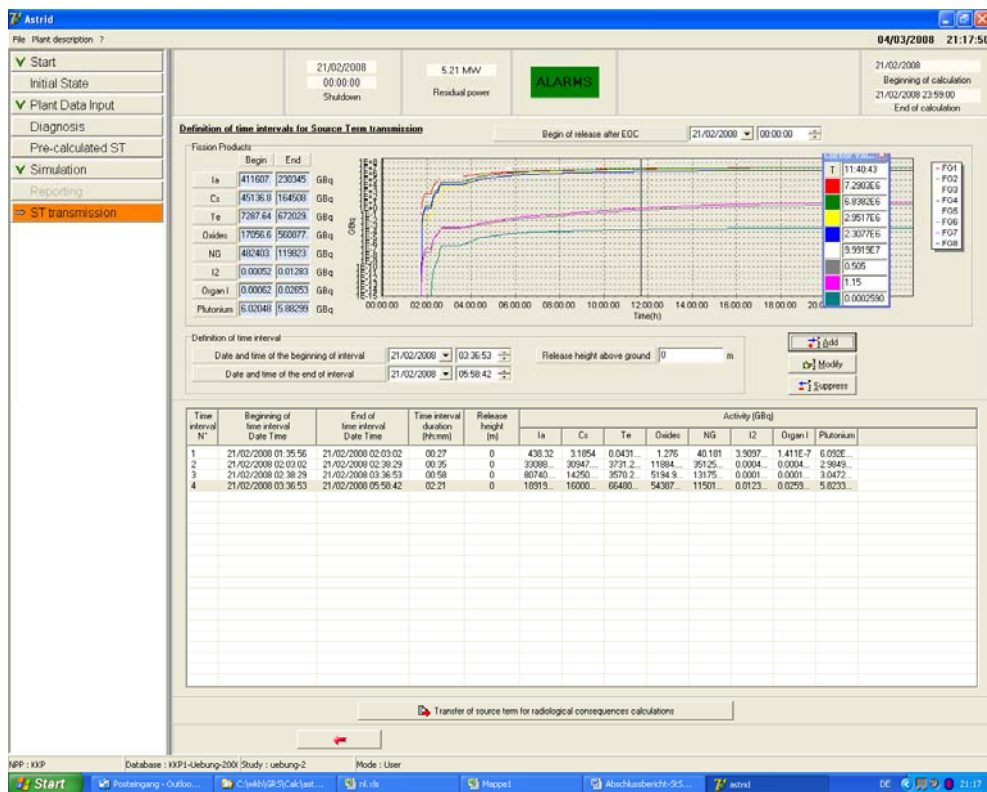 Astrid
File Plant description ?
04/03/2008 21:17:50
Start
Initial State
Plant Data Input
Diagnosis
Pre-calculated ST
Simulation
Reporting
ST transmission
21/02/2008
00:00:00
Shutdown
5.21 MW
Residual power
ALARMS
21/02/2008
Beginning of calculation
21/02/2008 23:59:00
End of calculation
Definition of time intervals for Source Term transmission
Begin of release after EOC 21/02/2008 00:00:00
Fission Products
Begin End
Ia 411607. 230345 GBq
Cs 45136.8 164508 GBq
Te 7287.64 672029. GBq
Oxides 17056.6 560877. GBq
NG 482403 119823 GBq
I2 0.00052 0.01283 GBq
Organ I 0.00062 0.02653 GBq
Plutonium 6.02048 5.88299 GBq
GBq
00:00:00 02:00:00 04:00:00 06:00:00 08:00:00 10:00:00 12:00:00 14:00:00 16:00:00 18:00:00
Time(h)
T 11:40:43
7.2903E6
6.8382E6
2.9517E6
2.3077E6
9.9919E7
0.505
1.15
0.0002590
FG1
FG2
FG3
FG4
FG5
FG6
FG7
FG8
Definition of time interval
Date and time of the beginning of interval 21/02/2008 03:36:53
Release height above ground 0 m
Date and time of the end of interval 21/02/2008 05:58:42
Add
Modify
Suppress
Time interval N° Beginning of time interval Date Time End of time interval Date Time Time interval duration (hh:mm) Release height (m) Activity (GBq)
Ia Cs Te Oxides NG I2 Organ I Plutonium
1 21/02/2008 01:35:56 21/02/2008 02:03:02 00:27 0 438.32 3.1854 0.0431... 1.276 40.181 3.9097... 1.411E-7 6.092E...
2 21/02/2008 02:03:02 21/02/2008 02:38:29 00:35 0 33088... 30947... 3731.2... 11884... 35125... 0.0004... 0.0004... 2.9849...
3 21/02/2008 02:38:29 21/02/2008 03:36:53 00:58 0 80740... 14250... 3570.2... 5194.9... 13175... 0.0001... 0.0001... 3.0472...
4 21/02/2008 03:36:53 21/02/2008 05:58:42 02:21 0 18919... 16000... 66480... 54387... 11501... 0.0123... 0.0259... 5.8233...
Transfer of source term for radiological consequences calculations
NPP : KKP Database : KKP1-Uebung-200 Study : uebung-2 Mode : User
Start Posteingang - Outloo... C:\wkh\GRS\Calc\ast... nl.xls Mappe1 Abschlussbericht-StS... astrid DE 21:17